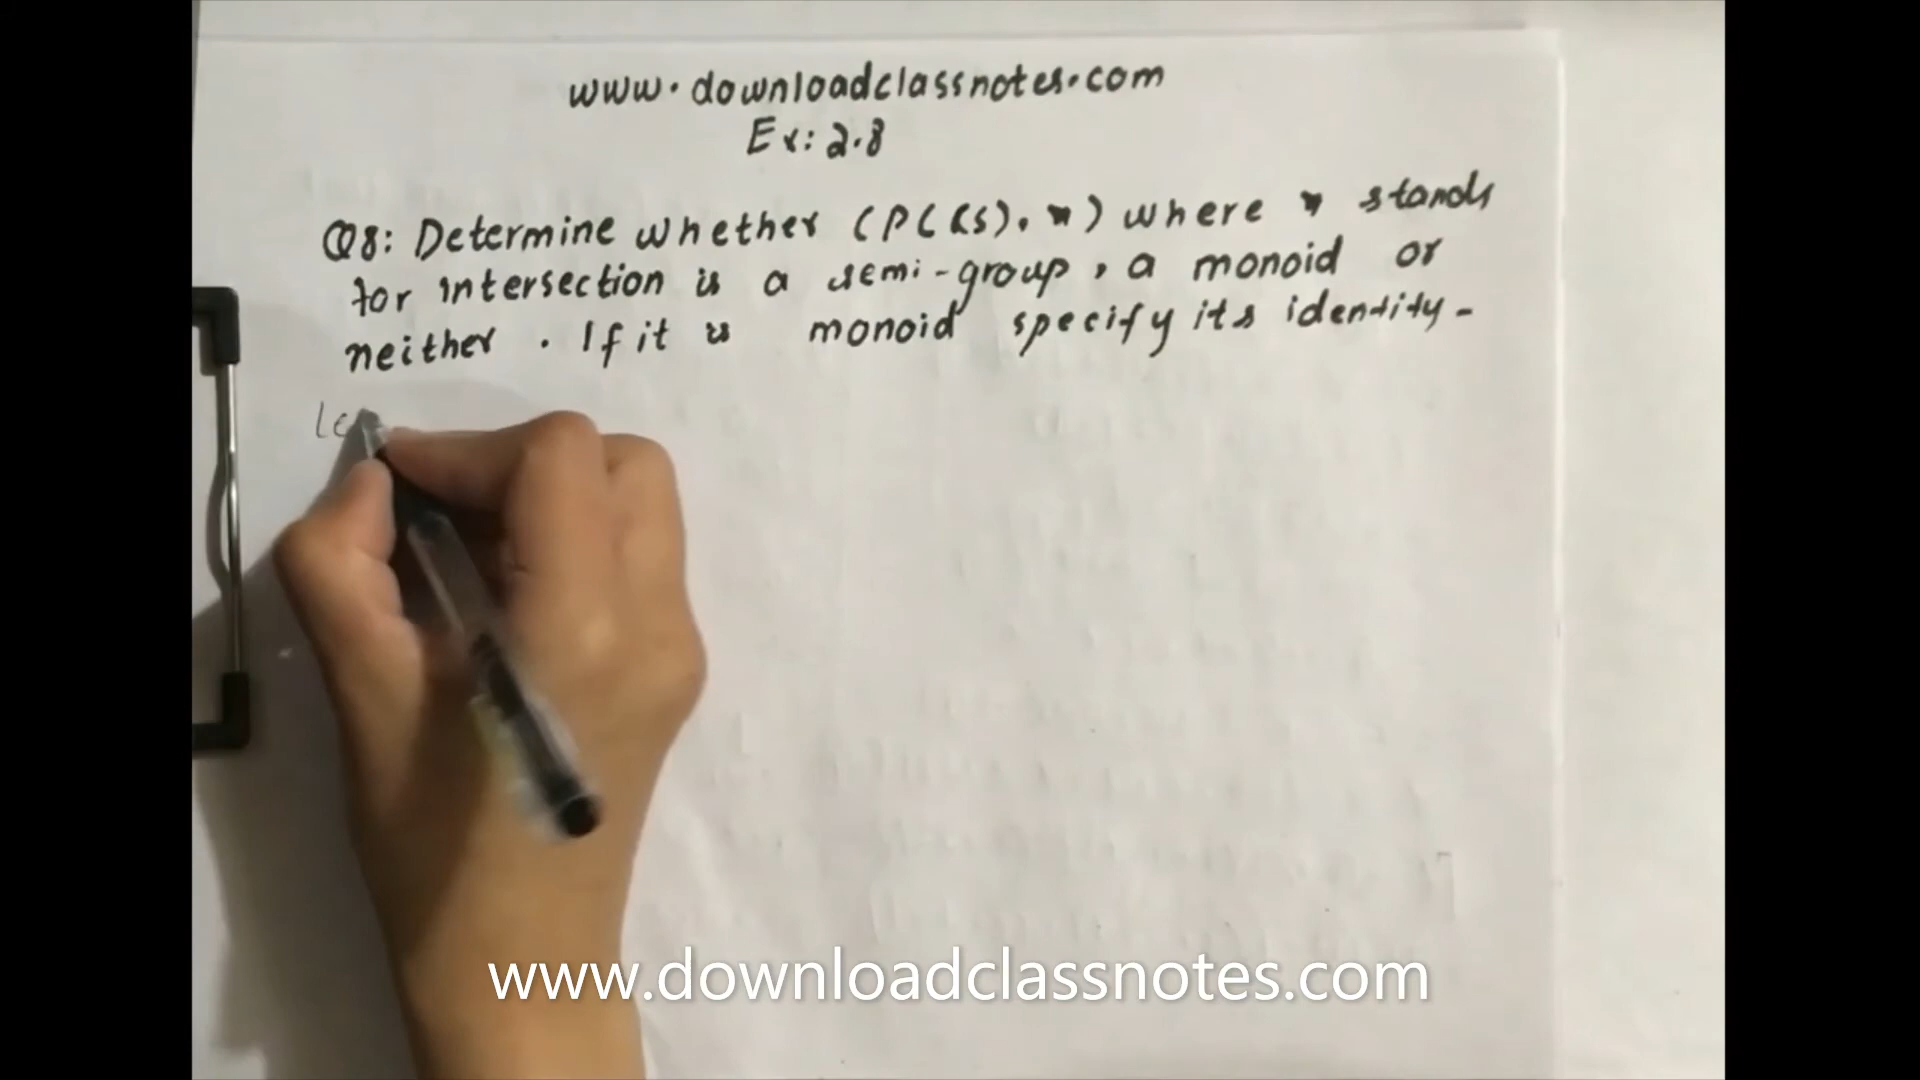 www.downloadclassnotes.com
Ex: 2.8
Q8: Determine whether (P(S), *) where * stands
for intersection is a semi-group, a monoid or
neither. If it is monoid specify its identity-
Le
www.downloadclassnotes.com